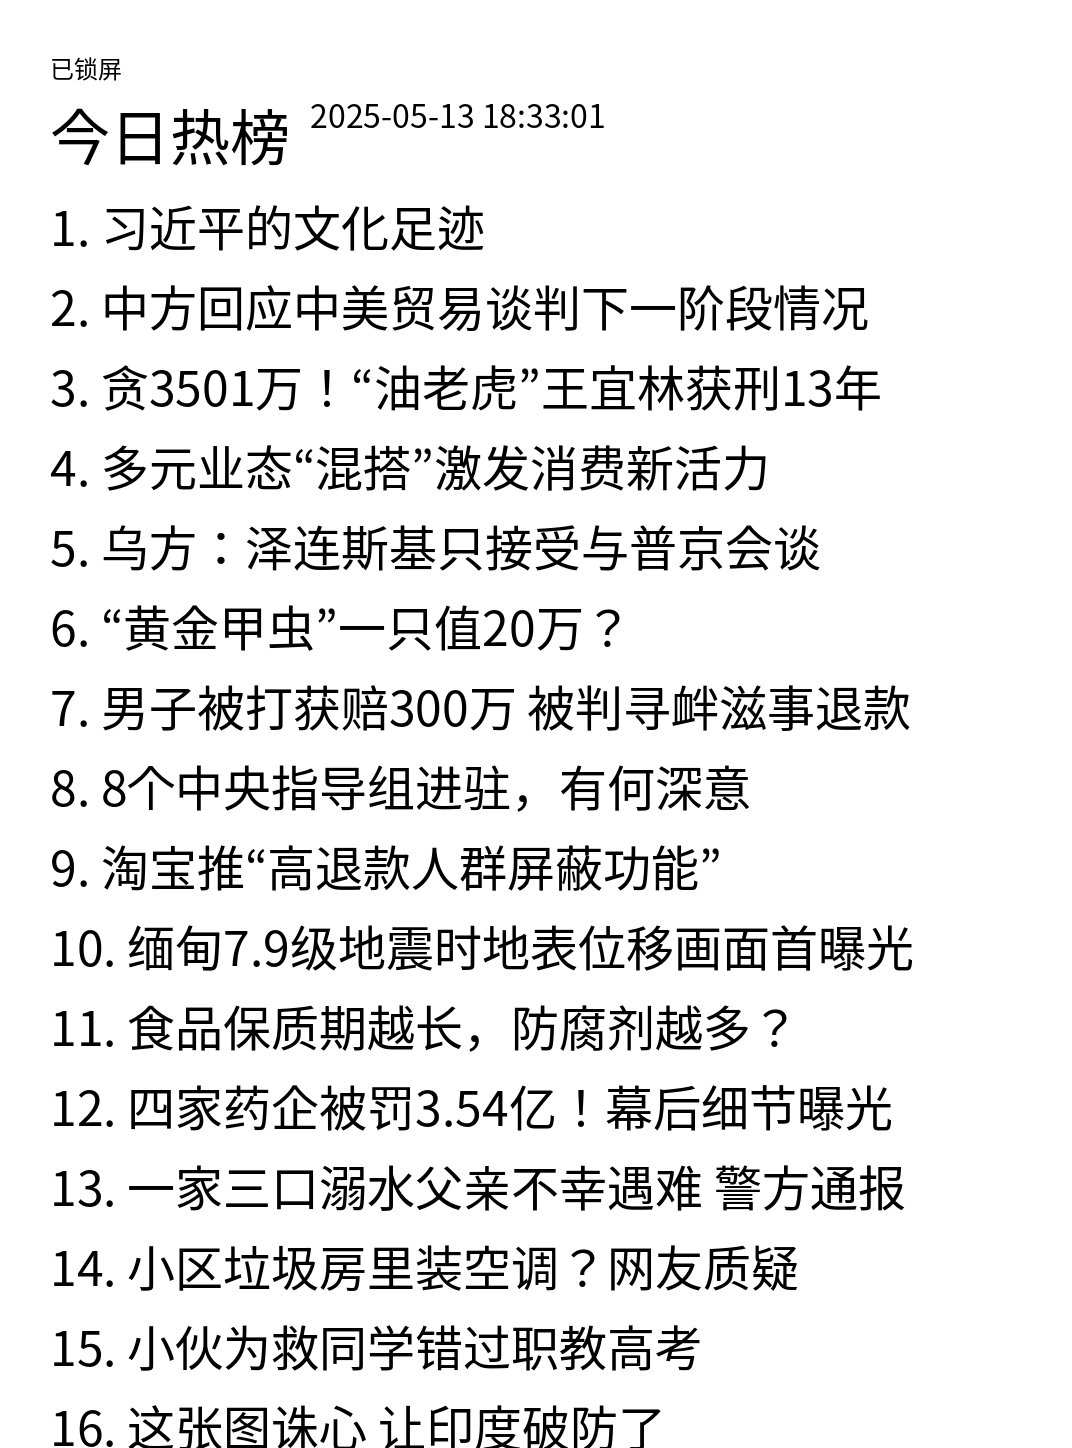 已锁屏
今日热榜 2025-05-13 18:33:01
1. 习近平的文化足迹
2. 中方回应中美贸易谈判下一阶段情况
3. 贪3501万！“油老虎”王宜林获刑13年
4. 多元业态“混搭”激发消费新活力
5. 乌方：泽连斯基只接受与普京会谈
6. “黄金甲虫”一只值20万？
7. 男子被打获赔300万 被判寻衅滋事退款
8. 8个中央指导组进驻，有何深意
9. 淘宝推“高退款人群屏蔽功能”
10. 缅甸7.9级地震时地表位移画面首曝光
11. 食品保质期越长，防腐剂越多？
12. 四家药企被罚3.54亿！幕后细节曝光
13. 一家三口溺水父亲不幸遇难 警方通报
14. 小区垃圾房里装空调？网友质疑
15. 小伙为救同学错过职教高考
16. 这张图诛心 让印度破防了